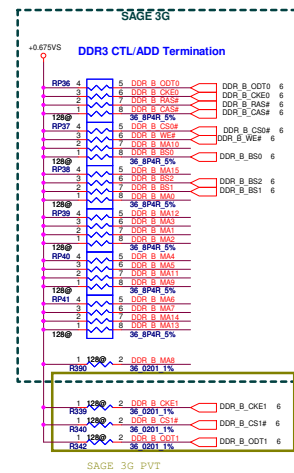 SAGE 3G
+0.675VS
DDR3 CTL/ADD Termination
RP36 4 5 DDR_B_ODT0 DDR_B_ODT0 6
3 6 DDR_B_CKE0 DDR_B_CKE0 6
2 7 DDR_B_RAS# DDR_B_RAS# 6
1 8 DDR_B_CAS# DDR_B_CAS# 6
128@ 36_8P4R_5%
RP37 4 5 DDR_B_CS0# DDR_B_CS0# 6
3 6 DDR_B_WE# DDR_B_WE# 6
2 7 DDR_B_MA10
1 8 DDR_B_BS0 DDR_B_BS0 6
128@ 36_8P4R_5%
RP38 4 5 DDR_B_MA15
3 6 DDR_B_BS2 DDR_B_BS2 6
2 7 DDR_B_BS1 DDR_B_BS1 6
1 8 DDR_B_MA0
128@ 36_8P4R_5%
RP39 4 5 DDR_B_MA12
3 6 DDR_B_MA3
2 7 DDR_B_MA1
1 8 DDR_B_MA2
128@ 36_8P4R_5%
RP40 4 5 DDR_B_MA4
3 6 DDR_B_MA5
2 7 DDR_B_MA11
1 8 DDR_B_MA9
128@ 36_8P4R_5%
RP41 4 5 DDR_B_MA6
3 6 DDR_B_MA7
2 7 DDR_B_MA14
1 8 DDR_B_MA13
128@ 36_8P4R_5%
1 128@ 2 DDR_B_MA8
R390 36_0201_1%
1 128@ 2 DDR_B_CKE1 DDR_B_CKE1 6
R339 36_0201_1%
1 128@ 2 DDR_B_CS1# DDR_B_CS1# 6
R340 36_0201_1%
1 128@ 2 DDR_B_ODT1 DDR_B_ODT1 6
R342 36_0201_1%
SAGE 3G PVT